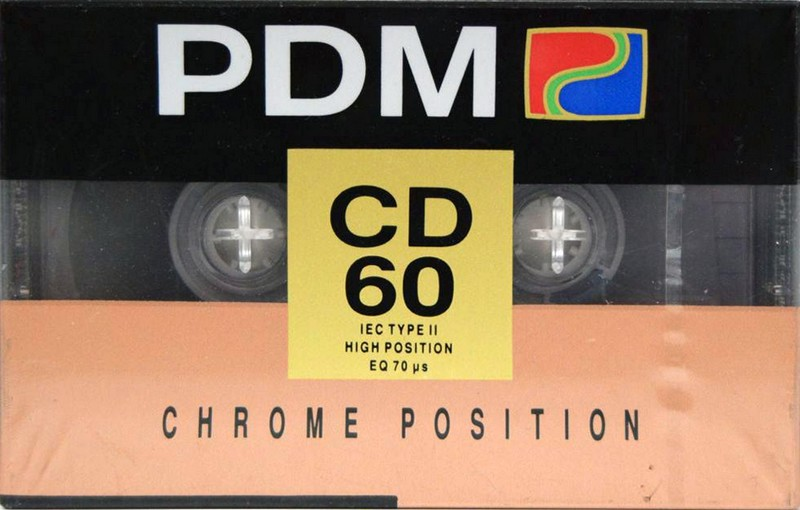 PDM
CD
60
IEC TYPE II
HIGH POSITION
EQ 70 µs
CHROME POSITION